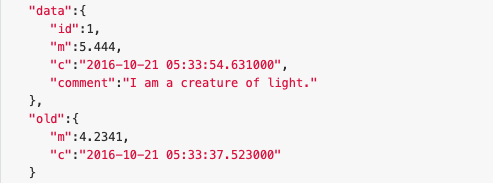 "data":{
"id":1,
"m":5.444,
"c":"2016-10-21 05:33:54.631000",
"comment":"I am a creature of light."
},
"old":{
"m":4.2341,
"c":"2016-10-21 05:33:37.523000"
}